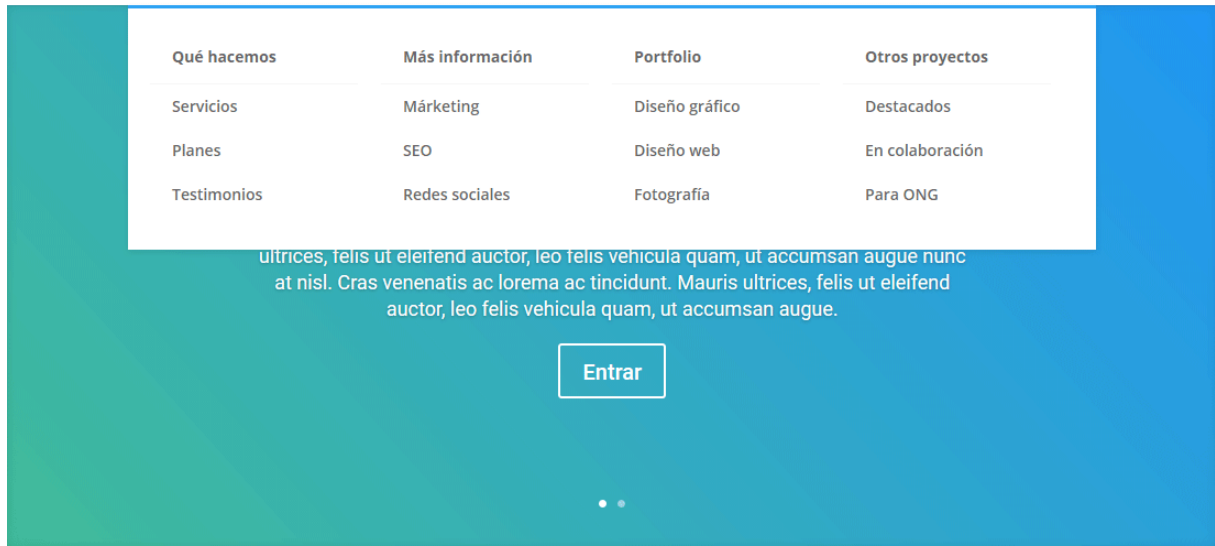 Qué hacemos
Servicios
Planes
Testimonios
Más información
Márketing
SEO
Redes sociales
Portfolio
Diseño gráfico
Diseño web
Fotografía
Otros proyectos
Destacados
En colaboración
Para ONG
ultrices, felis ut eleifend auctor, leo felis vehicula quam, ut accumsan augue nunc
at nisl. Cras venenatis ac lorema ac tincidunt. Mauris ultrices, felis ut eleifend
auctor, leo felis vehicula quam, ut accumsan augue.
Entrar